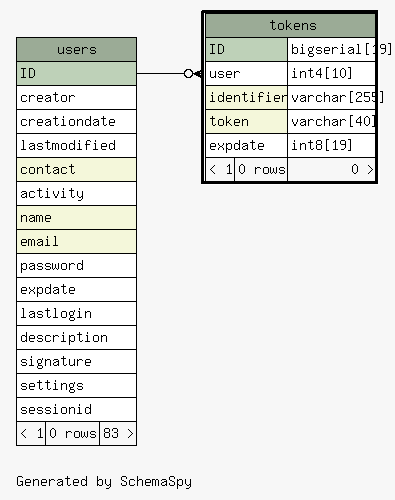 tokens
ID bigserial[19]
user int4[10]
identifier varchar[255]
token varchar[40]
expdate int8[19]
< 1 0 rows 0 >
users
ID
creator
creationdate
lastmodified
contact
activity
name
email
password
expdate
lastlogin
description
signature
settings
sessionid
< 1 0 rows 83 >
Generated by SchemaSpy